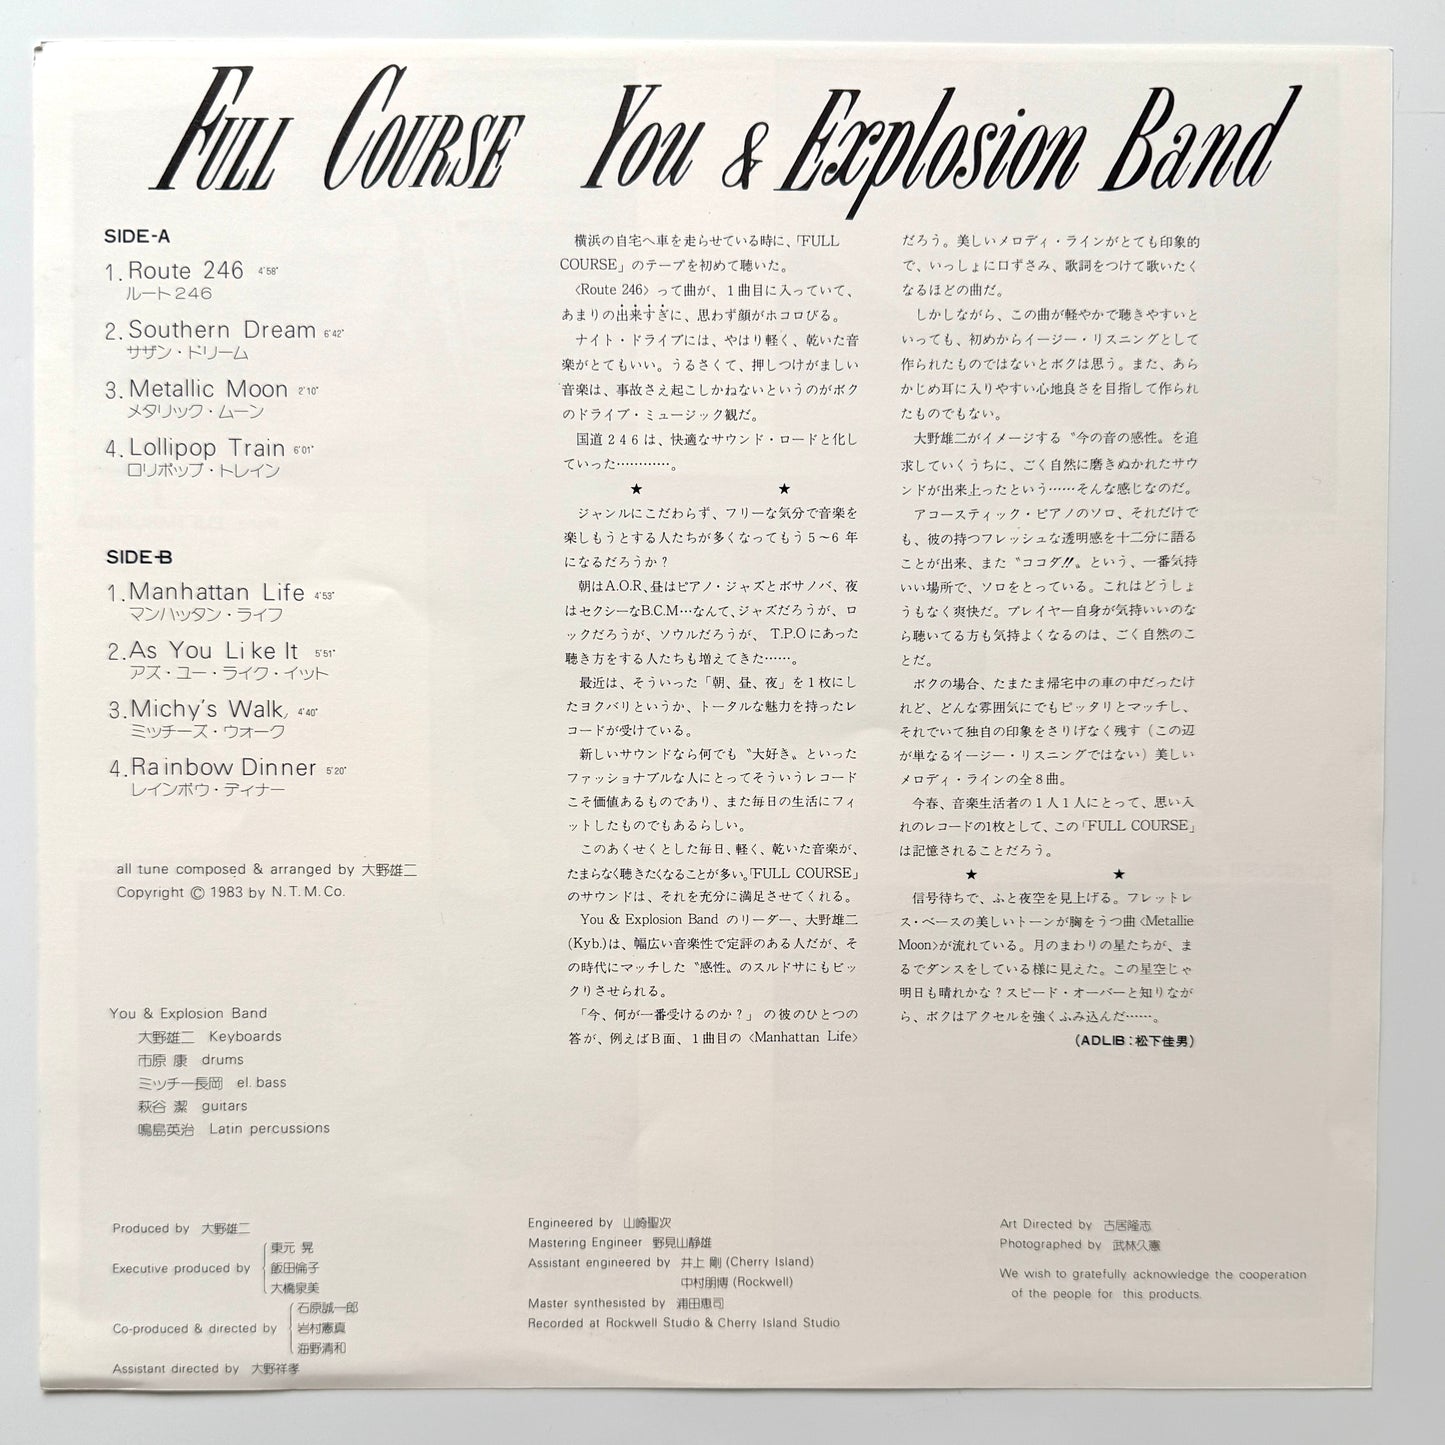 FULL COURSE You & Explosion Band
SIDE-A
1. Route 246 4'58"
ルート246
2. Southern Dream 6'42"
サザン・ドリーム
3. Metallic Moon 2'10"
メタリック・ムーン
4. Lollipop Train 6'01"
ロリポップ・トレイン
SIDE-B
1. Manhattan Life 4'53"
マンハッタン・ライフ
2. As You Like It 5'51"
アズ・ユー・ライク・イット
3. Michy's Walk 4'40"
ミッチーズ・ウォーク
4. Rainbow Dinner 5'20"
レインボウ・ディナー
all tune composed & arranged by 大野雄二
Copyright © 1983 by N.T.M.Co.
You & Explosion Band
大野雄二 Keyboards
市原 康 drums
ミッチー長岡 el. bass
萩谷 潔 guitars
鳴島英治 Latin percussions
横浜の自宅へ車を走らせている時に、「FULL
COURSE」のテープを初めて聴いた。
〈Route 246〉って曲が、1曲目に入っていて、
あまりの出来すぎに、思わず顔がホコロびる。
ナイト・ドライブには、やはり軽く、乾いた音
楽がとてもいい。うるさくて、押しつけがましい
音楽は、事故さえ起こしかねないというのがボク
のドライブ・ミュージック観だ。
国道246は、快適なサウンド・ロードと化し
ていった…………。
★ ★
ジャンルにこだわらず、フリーな気分で音楽を
楽しもうとする人たちが多くなってもう5〜6年
になるだろうか?
朝はA.O.R、昼はピアノ・ジャズとボサノバ、夜
はセクシーなB.C.M…なんて、ジャズだろうが、ロ
ックだろうが、ソウルだろうが、T.P.Oにあった
聴き方をする人たちも増えてきた……。
最近は、そういった「朝、昼、夜」を1枚にし
たヨクバリというか、トータルな魅力を持ったレ
コードが受けている。
新しいサウンドなら何でも〝大好き〟といった
ファッショナブルな人にとってそういうレコード
こそ価値あるものであり、また毎日の生活にフィ
ットしたものでもあるらしい。
このあくせくとした毎日、軽く、乾いた音楽が、
たまらなく聴きたくなることが多い。「FULL COURSE」
のサウンドは、それを充分に満足させてくれる。
You & Explosion Band のリーダー、大野雄二
(Kyb.)は、幅広い音楽性で定評のある人だが、そ
の時代にマッチした〝感性〟のスルドサにもビッ
クリさせられる。
「今、何が一番受けるのか?」の彼のひとつの
答が、例えばB面、1曲目の〈Manhattan Life〉
だろう。美しいメロディ・ラインがとても印象的
で、いっしょに口ずさみ、歌詞をつけて歌いたく
なるほどの曲だ。
しかしながら、この曲が軽やかで聴きやすいと
いっても、初めからイージー・リスニングとして
作られたものではないとボクは思う。また、あら
かじめ耳に入りやすい心地良さを目指して作られ
たものでもない。
大野雄二がイメージする〝今の音の感性〟を追
求していくうちに、ごく自然に磨きぬかれたサウ
ンドが出来上ったという……そんな感じなのだ。
アコースティック・ピアノのソロ、それだけで
も、彼の持つフレッシュな透明感を十二分に語る
ことが出来、また〝ココダ!!〟という、一番気持
いい場所で、ソロをとっている。これはどうしょ
うもなく爽快だ。プレイヤー自身が気持いいのな
ら聴いてる方も気持よくなるのは、ごく自然のこ
とだ。
ボクの場合、たまたま帰宅中の車の中だったけ
れど、どんな雰囲気にでもピッタリとマッチし、
それでいて独自の印象をさりげなく残す(この辺
が単なるイージー・リスニングではない)美しい
メロディ・ラインの全8曲。
今春、音楽生活者の1人1人にとって、思い入
れのレコードの1枚として、この「FULL COURSE」
は記憶されることだろう。
★ ★
信号待ちで、ふと夜空を見上げる。フレットレ
ス・ベースの美しいトーンが胸をうつ曲〈Metallie
Moon〉が流れている。月のまわりの星たちが、ま
るでダンスをしている様に見えた。この星空じゃ
明日も晴れかな?スピード・オーバーと知りなが
ら、ボクはアクセルを強くふみ込んだ……。
(ADLIB:松下佳男)
Produced by 大野雄二
Executive produced by 東元 晃
飯田倫子
大橋泉美
Co-produced & directed by 石原誠一郎
岩村憲真
海野清和
Assistant directed by 大野祥孝
Engineered by 山崎聖次
Mastering Engineer 野見山静雄
Assistant engineered by 井上 剛 (Cherry Island)
中村朋博 (Rockwell)
Master synthesisted by 浦田恵司
Recorded at Rockwell Studio & Cherry Island Studio
Art Directed by 古居隆志
Photographed by 武林久憲
We wish to gratefully acknowledge the cooperation
of the people for this products.